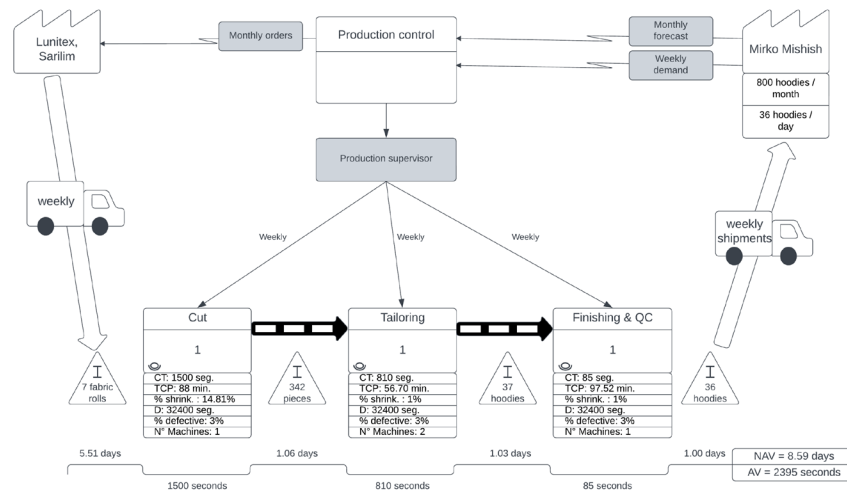 Lunitex,
Sarilim
Monthly orders
Production control
Monthly
forecast
Weekly
demand
Mirko Mishish
800 hoodies /
month
36 hoodies /
day
Production supervisor
weekly
weekly
shipments
Weekly
Weekly
Weekly
Cut
1
CT: 1500 seg.
TCP: 88 min.
% shrink. : 14.81%
D: 32400 seg.
% defective: 3%
N° Machines: 1
Tailoring
1
CT: 810 seg.
TCP: 56.70 min.
% shrink. : 1%
D: 32400 seg.
% defective: 3%
N° Machines: 2
Finishing & QC
1
CT: 85 seg.
TCP: 97.52 min.
% shrink. : 1%
D: 32400 seg.
% defective: 3%
N° Machines: 1
I
7 fabric
rolls
I
342
pieces
I
37
hoodies
I
36
hoodies
5.51 days
1500 seconds
1.06 days
810 seconds
1.03 days
85 seconds
1.00 days
NAV = 8.59 days
AV = 2395 seconds